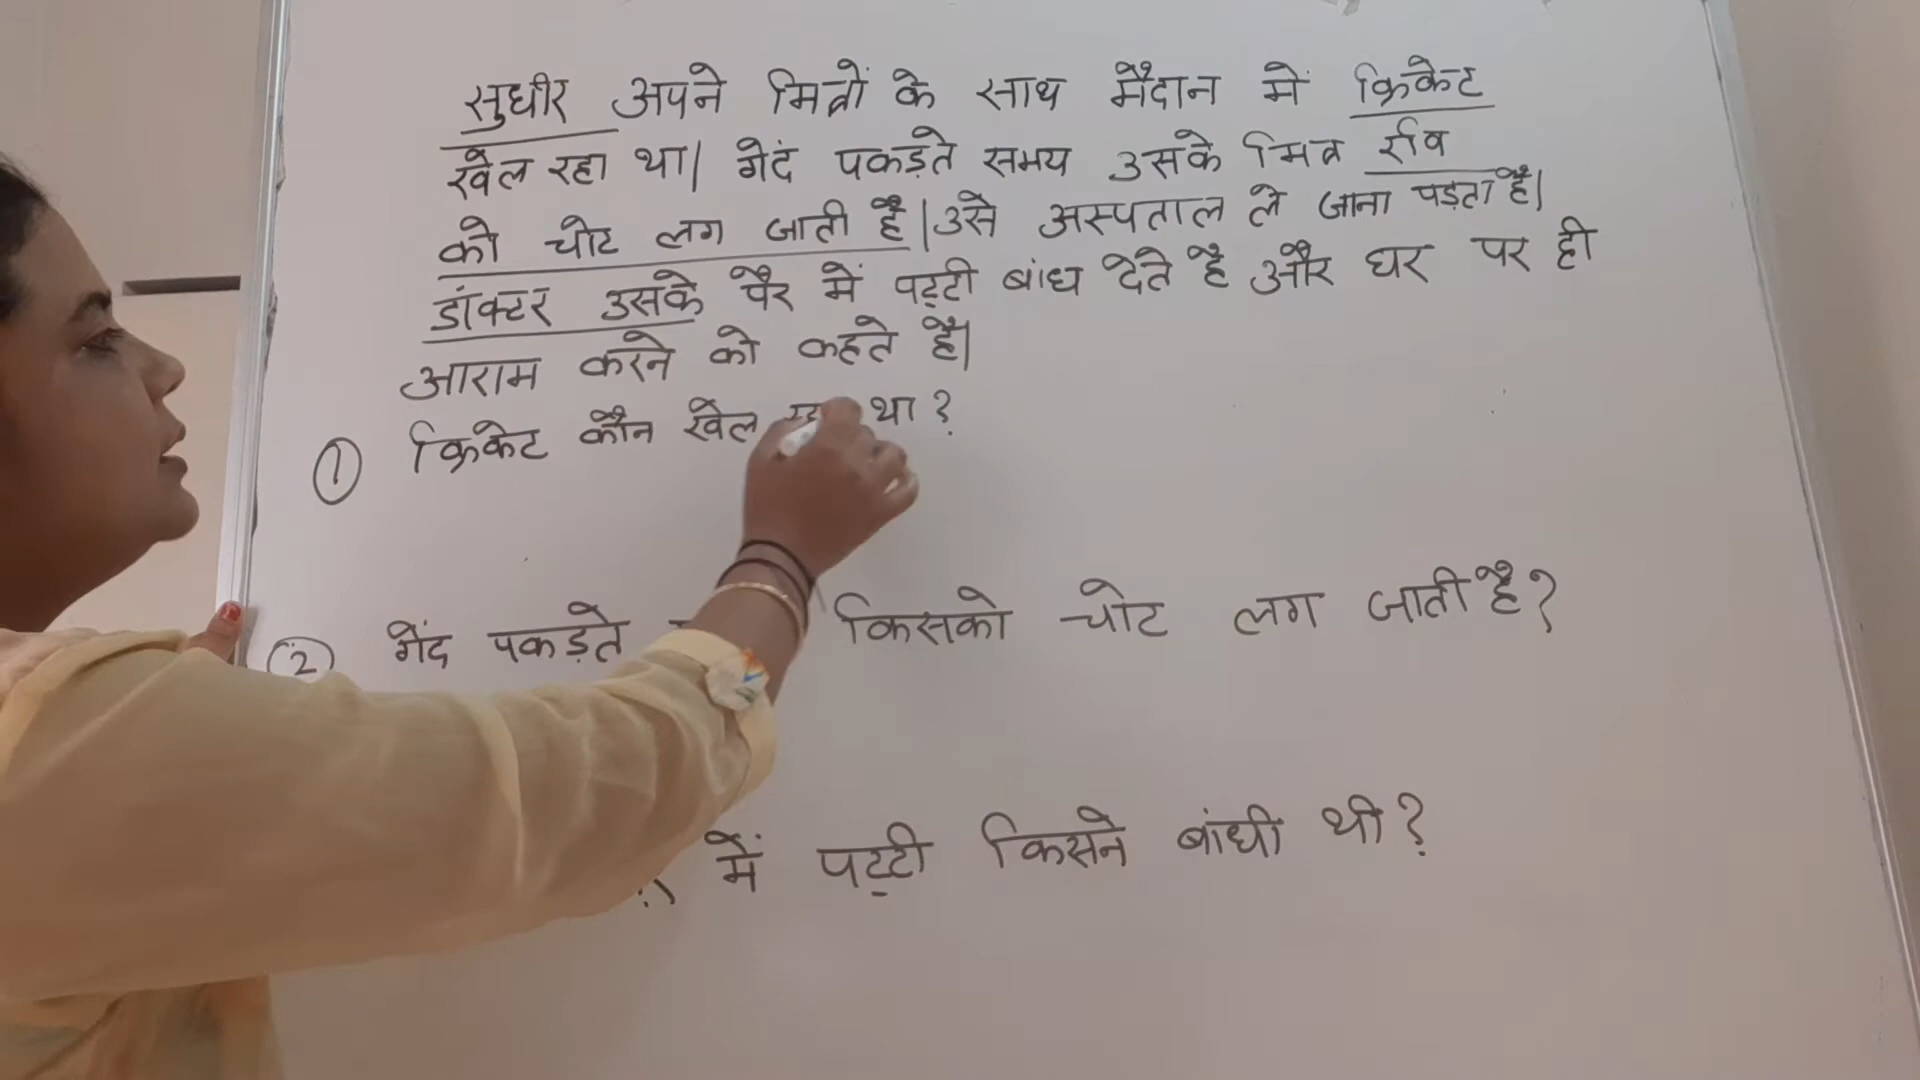 सुधीर अपने मित्रों के साथ मैदान में क्रिकेट
खेल रहा था। गेदं पकड़ते समय उसके मित्र रवि
को चोट लग जाती है। उसे अस्पताल ले जाना पड़ता है।
डांक्टर उसके पैर में पट्टी बांध देते है और घर पर ही
आराम करने को कहते है।
① क्रिकेट कौन खेल था?
② गेंद पकड़ते किसको चोट लग जाती है?
में पट्टी किसने बांधी थी?